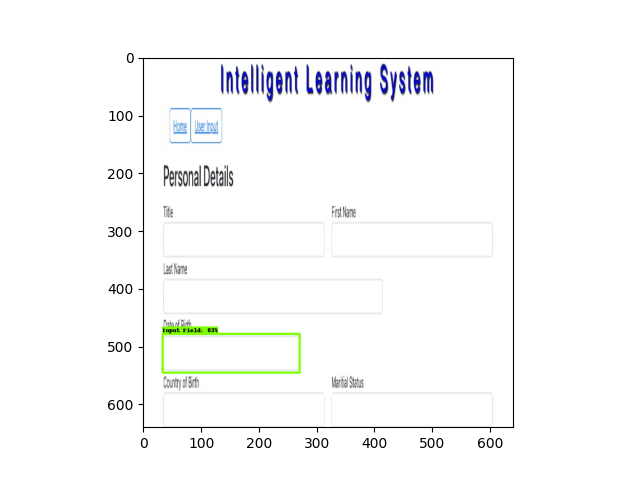 0
Intelligent Learning System
100
Home User Input
200
Personal Details
Title First Name
300
Last Name
400
Date of Birth
Input Field: 83%
500
Country of Birth Marital Status
600
0 100 200 300 400 500 600